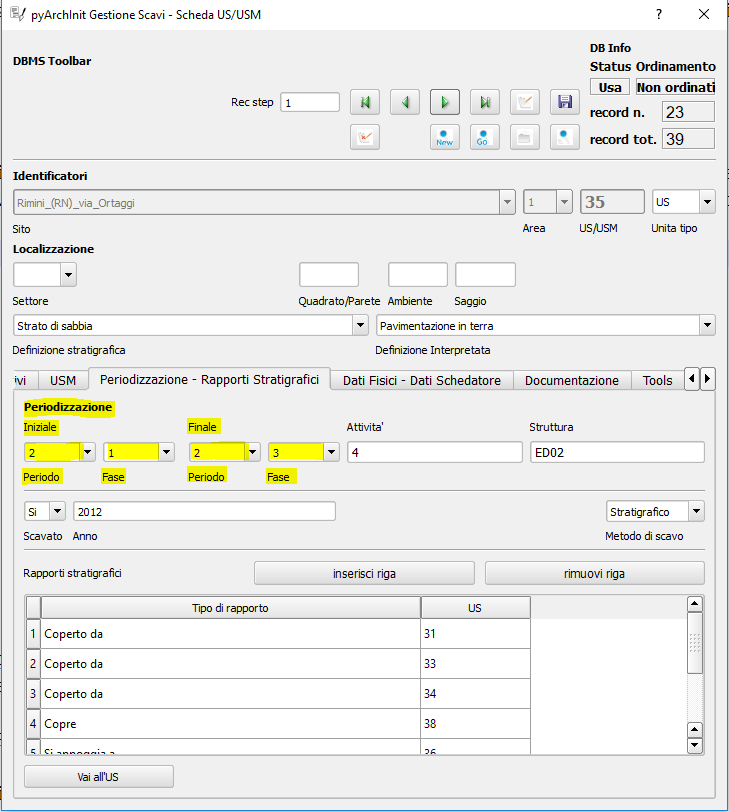 pyArchInit Gestione Scavi - Scheda US/USM
? 
DB Info
DBMS Toolbar
Status Ordinamento
Usa Non ordinati
Rec step 1
record n. 23
New Go
record tot. 39
Identificatori
Rimini_(RN)_via_Ortaggi 1 35 US
Sito Area US/USM Unita tipo
Localizzazione
Settore Quadrato/Parete Ambiente Saggio
Strato di sabbia Pavimentazione in terra
Definizione stratigrafica Definizione Interpretata
ivi USM Periodizzazione - Rapporti Stratigrafici Dati Fisici - Dati Schedatore Documentazione Tools
Periodizzazione
Iniziale Finale Attivita' Struttura
2 1 2 3 4 ED02
Periodo Fase Periodo Fase
Si 2012 Stratigrafico
Scavato Anno Metodo di scavo
Rapporti stratigrafici inserisci riga rimuovi riga
Tipo di rapporto US
1 Coperto da 31
2 Coperto da 33
3 Coperto da 34
4 Copre 38
5 Si appoggia a 36
Vai all'US